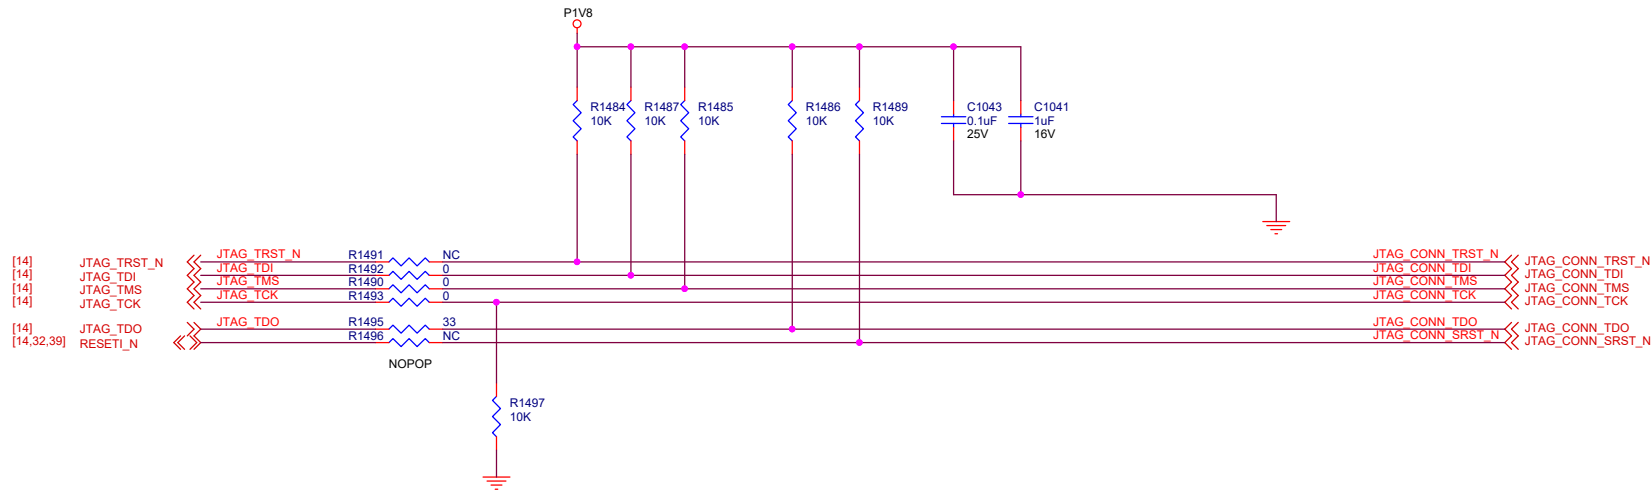 P1V8
R1484 R1487 R1485 R1486 R1489 C1043 C1041
10K 10K 10K 10K 10K 0.1uF 1uF
25V 16V
[14] JTAG_TRST_N JTAG_TRST_N R1491 NC JTAG_CONN_TRST_N JTAG_CONN_TRST_N
[14] JTAG_TDI JTAG_TDI R1492 0 JTAG_CONN_TDI JTAG_CONN_TDI
[14] JTAG_TMS JTAG_TMS R1490 0 JTAG_CONN_TMS JTAG_CONN_TMS
[14] JTAG_TCK JTAG_TCK R1493 0 JTAG_CONN_TCK JTAG_CONN_TCK
[14] JTAG_TDO JTAG_TDO R1495 33 JTAG_CONN_TDO JTAG_CONN_TDO
[14,32,39] RESETI_N R1496 NC JTAG_CONN_SRST_N JTAG_CONN_SRST_N
NOPOP
R1497
10K